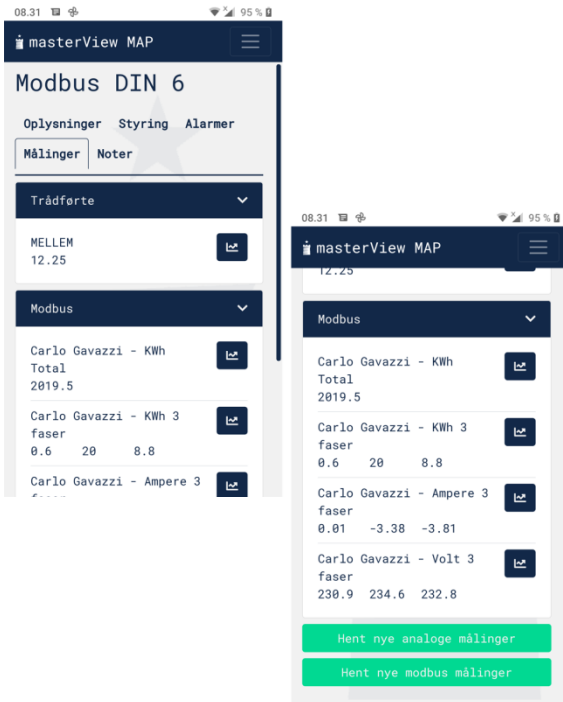 08.31 95 %
masterView MAP
Modbus DIN 6
Oplysninger Styring Alarmer
Målinger Noter
Trådførte
MELLEM
12.25
Modbus
Carlo Gavazzi - KWh
Total
2019.5
Carlo Gavazzi - KWh 3
faser
0.6 20 8.8
Carlo Gavazzi - Ampere 3
08.31 95 %
masterView MAP
12.25
Modbus
Carlo Gavazzi - KWh
Total
2019.5
Carlo Gavazzi - KWh 3
faser
0.6 20 8.8
Carlo Gavazzi - Ampere 3
faser
0.01 -3.38 -3.81
Carlo Gavazzi - Volt 3
faser
230.9 234.6 232.8
Hent nye analoge målinger
Hent nye modbus målinger